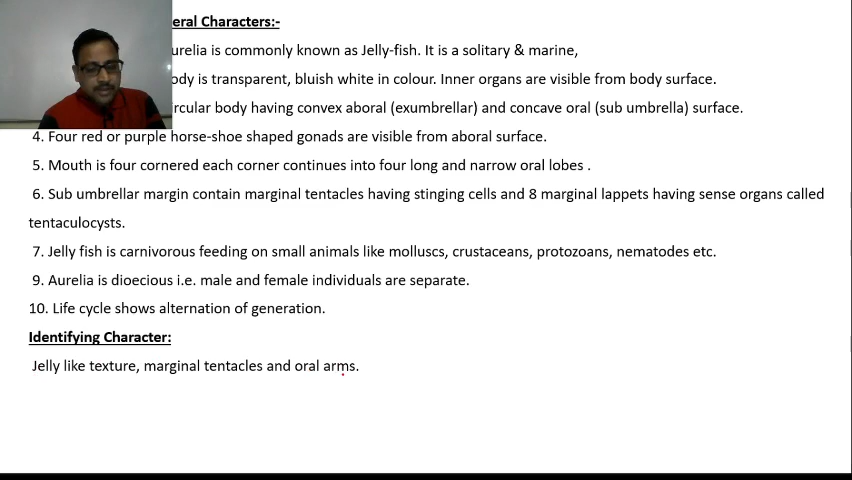 eral Characters:-
urelia is commonly known as Jelly-fish. It is a solitary & marine,
ody is transparent, bluish white in colour. Inner organs are visible from body surface.
ircular body having convex aboral (exumbrellar) and concave oral (sub umbrella) surface.
4. Four red or purple horse-shoe shaped gonads are visible from aboral surface.
5. Mouth is four cornered each corner continues into four long and narrow oral lobes .
6. Sub umbrellar margin contain marginal tentacles having stinging cells and 8 marginal lappets having sense organs called
tentaculocysts.
7. Jelly fish is carnivorous feeding on small animals like molluscs, crustaceans, protozoans, nematodes etc.
9. Aurelia is dioecious i.e. male and female individuals are separate.
10. Life cycle shows alternation of generation.
Identifying Character:
Jelly like texture, marginal tentacles and oral arms.